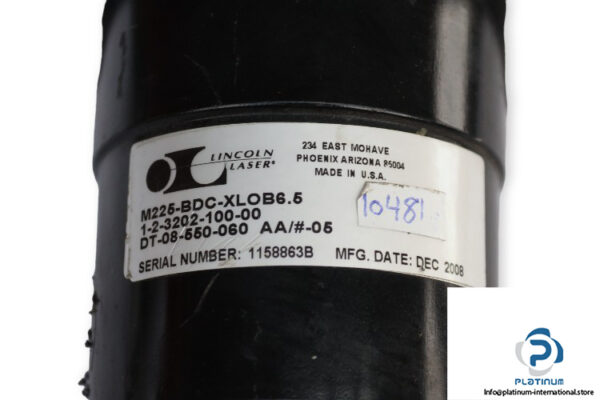 LINCOLN
LASER®
234 EAST MOHAVE
PHOENIX ARIZONA 85004
MADE IN U.S.A.
M225-BDC-XLOB6.5
1-2-3202-100-00
DT-08-550-060 AA/#-05
10481
SERIAL NUMBER: 1158863B
MFG. DATE: DEC 2008
PLATINUM
http://platinum-international.store